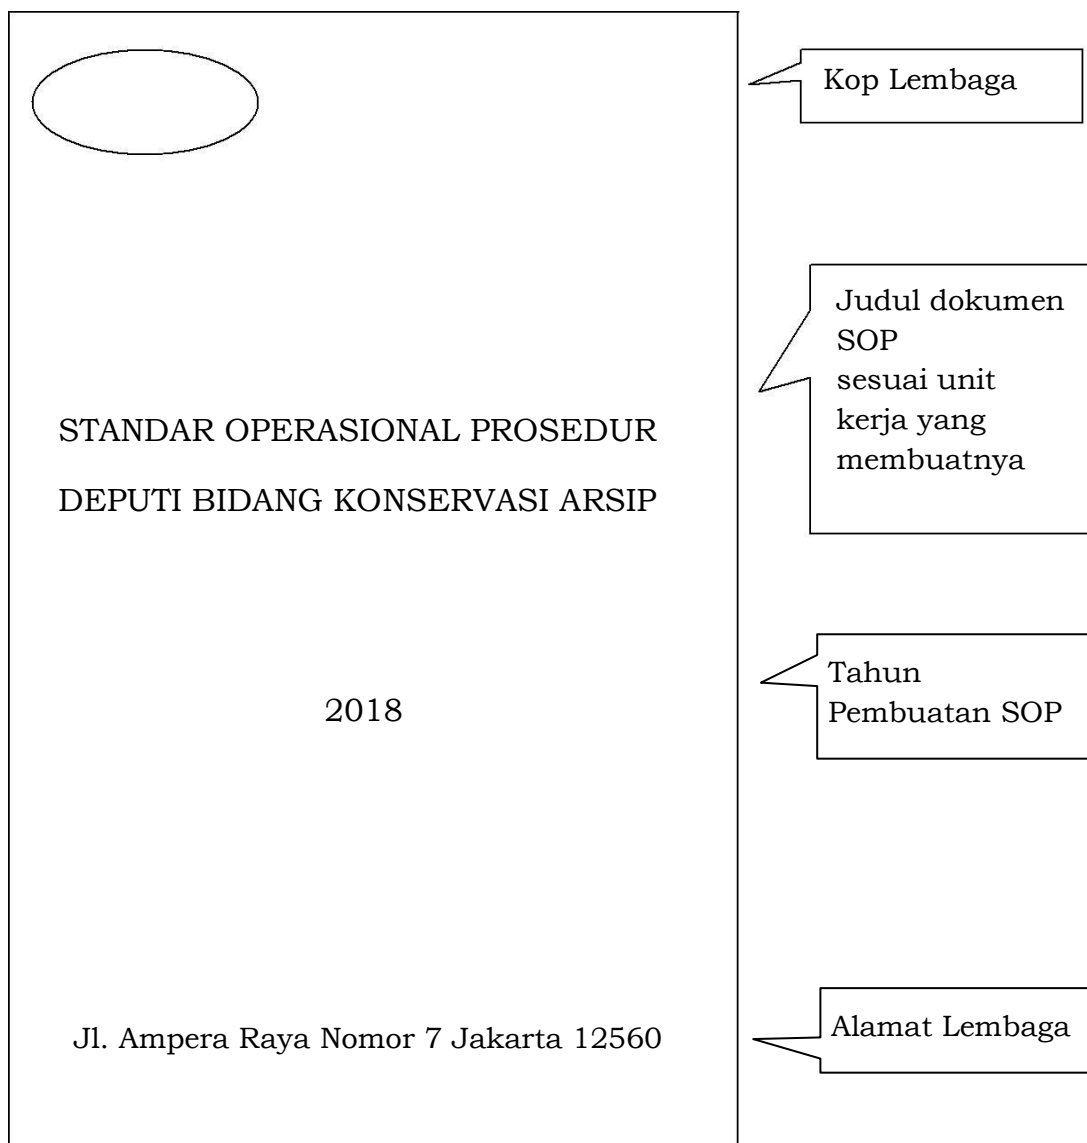 Kop Lembaga
Judul dokumen
SOP
sesuai unit
kerja yang
membuatnya
STANDAR OPERASIONAL PROSEDUR
DEPUTI BIDANG KONSERVASI ARSIP
Tahun
Pembuatan SOP
2018
Alamat Lembaga
Jl. Ampera Raya Nomor 7 Jakarta 12560